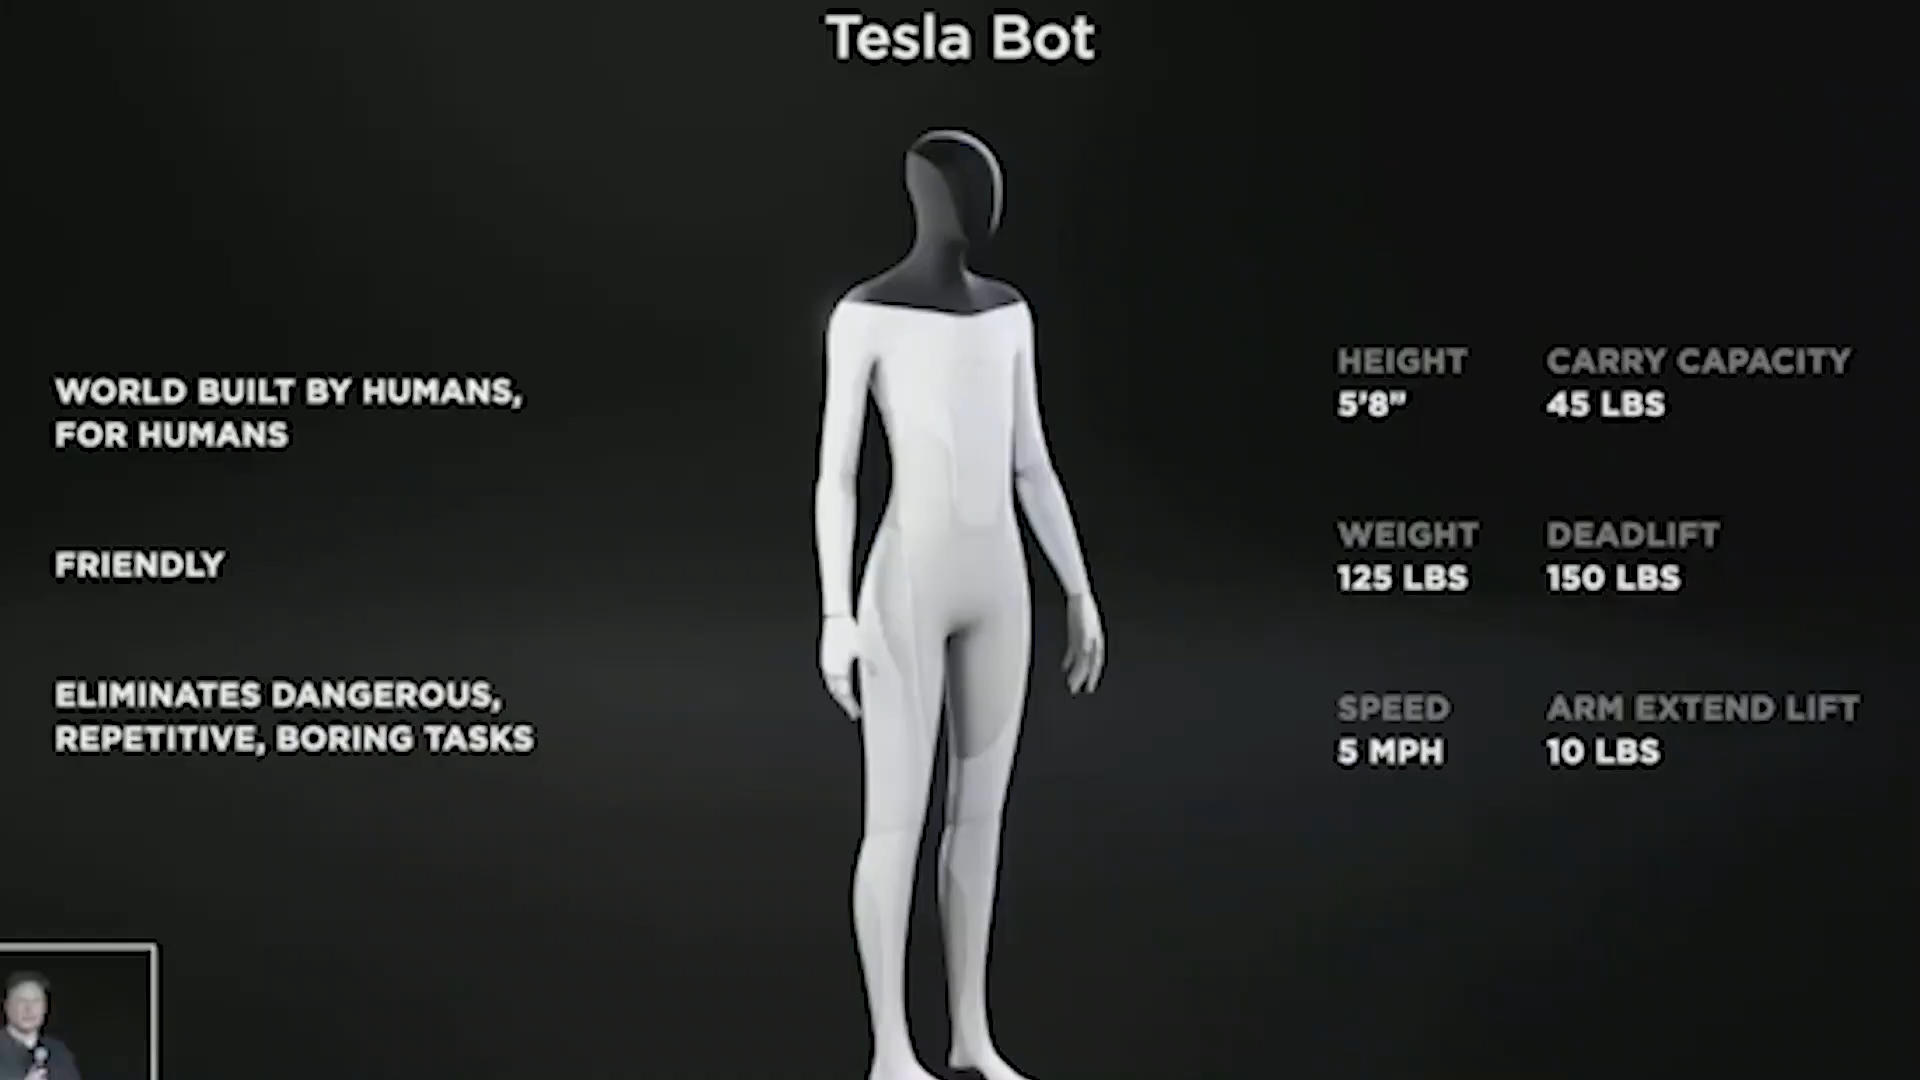 Tesla Bot
WORLD BUILT BY HUMANS,
FOR HUMANS
FRIENDLY
ELIMINATES DANGEROUS,
REPETITIVE, BORING TASKS
HEIGHT
5'8”
CARRY CAPACITY
45 LBS
WEIGHT
125 LBS
DEADLIFT
150 LBS
SPEED
5 MPH
ARM EXTEND LIFT
10 LBS